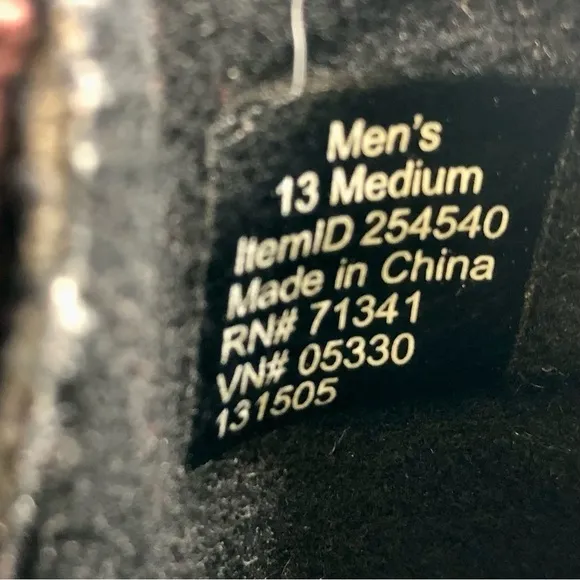 Men's
13 Medium
ItemID 254540
Made in China
RN# 71341
VN# 05330
131505